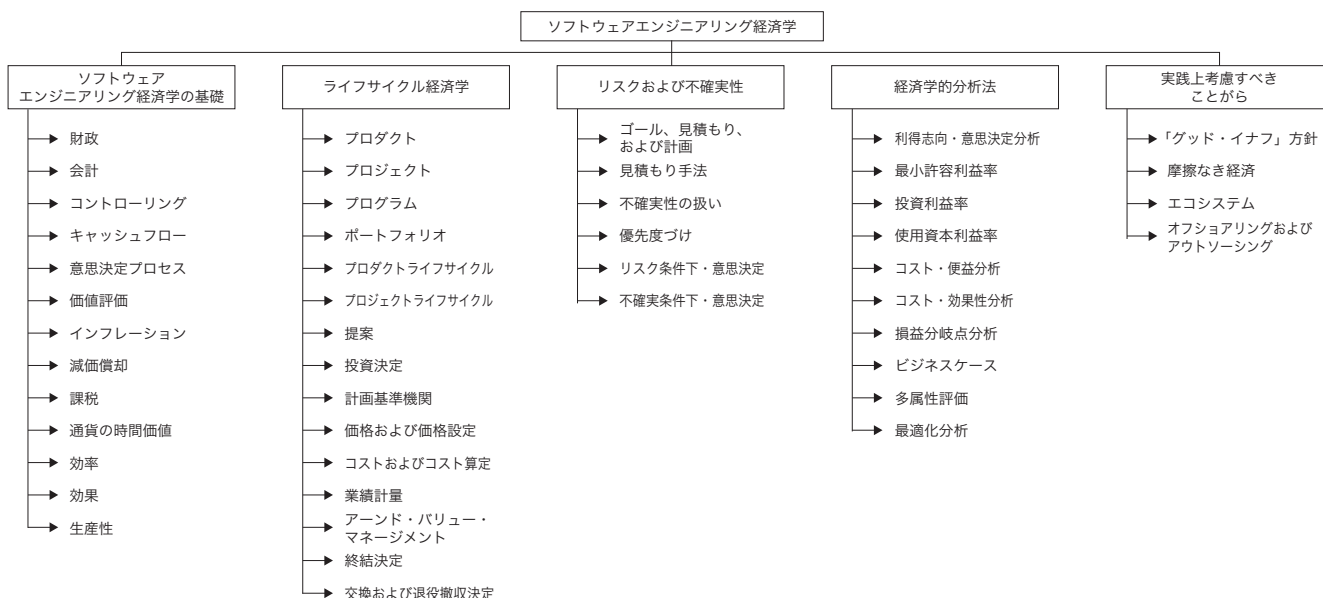 ソフトウェアエンジニアリング経済学
ソフトウェア
エンジニアリング経済学の基礎
財政
会計
コントローリング
キャッシュフロー
意思決定プロセス
価値評価
インフレーション
減価償却
課税
通貨の時間価値
効率
効果
生産性
ライフサイクル経済学
プロダクト
プロジェクト
プログラム
ポートフォリオ
プロダクトライフサイクル
プロジェクトライフサイクル
提案
投資決定
計画基準機関
価格および価格設定
コストおよびコスト算定
業績計量
アーンド・バリュー・
マネージメント
終結決定
交換および退役撤収決定
リスクおよび不確実性
ゴール、見積もり、
および計画
見積もり手法
不確実性の扱い
優先度づけ
リスク条件下・意思決定
不確実条件下・意思決定
経済学的分析法
利得志向・意思決定分析
最小許容利益率
投資利益率
使用資本利益率
コスト・便益分析
コスト・効果性分析
損益分岐点分析
ビジネスケース
多属性評価
最適化分析
実践上考慮すべき
ことがら
「グッド・イナフ」方針
摩擦なき経済
エコシステム
オフショアリングおよび
アウトソーシング